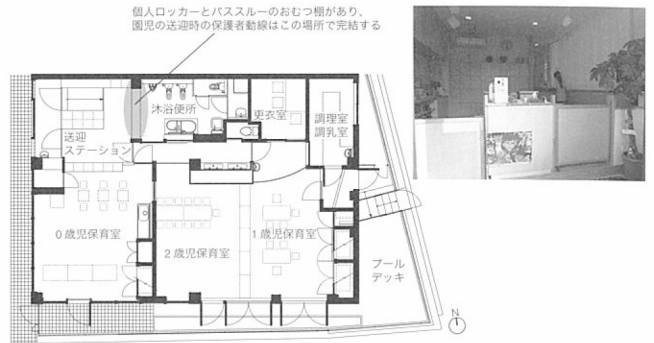 個人ロッカーとパススルーのおむつ棚があり、
園児の送迎時の保護者動線はこの場所で完結する
沐浴便所
更衣室
調理室
調乳室
送迎
ステーション
0歳児保育室
2歳児保育室
1歳児保育室
プール
デッキ
N